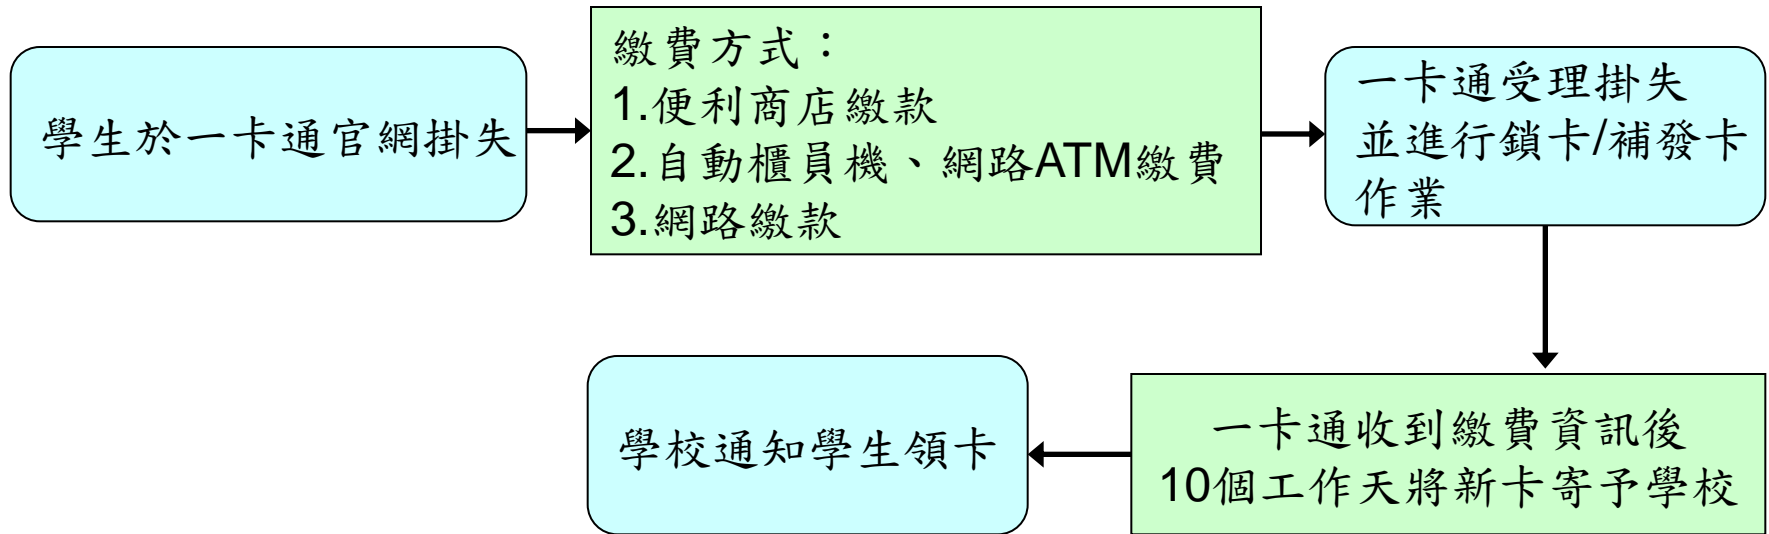 學生於一卡通官網掛失
繳費方式：
1.便利商店繳款
2.自動櫃員機、網路ATM繳費
3.網路繳款
一卡通受理掛失
並進行鎖卡/補發卡
作業
一卡通收到繳費資訊後
10個工作天將新卡寄予學校
學校通知學生領卡